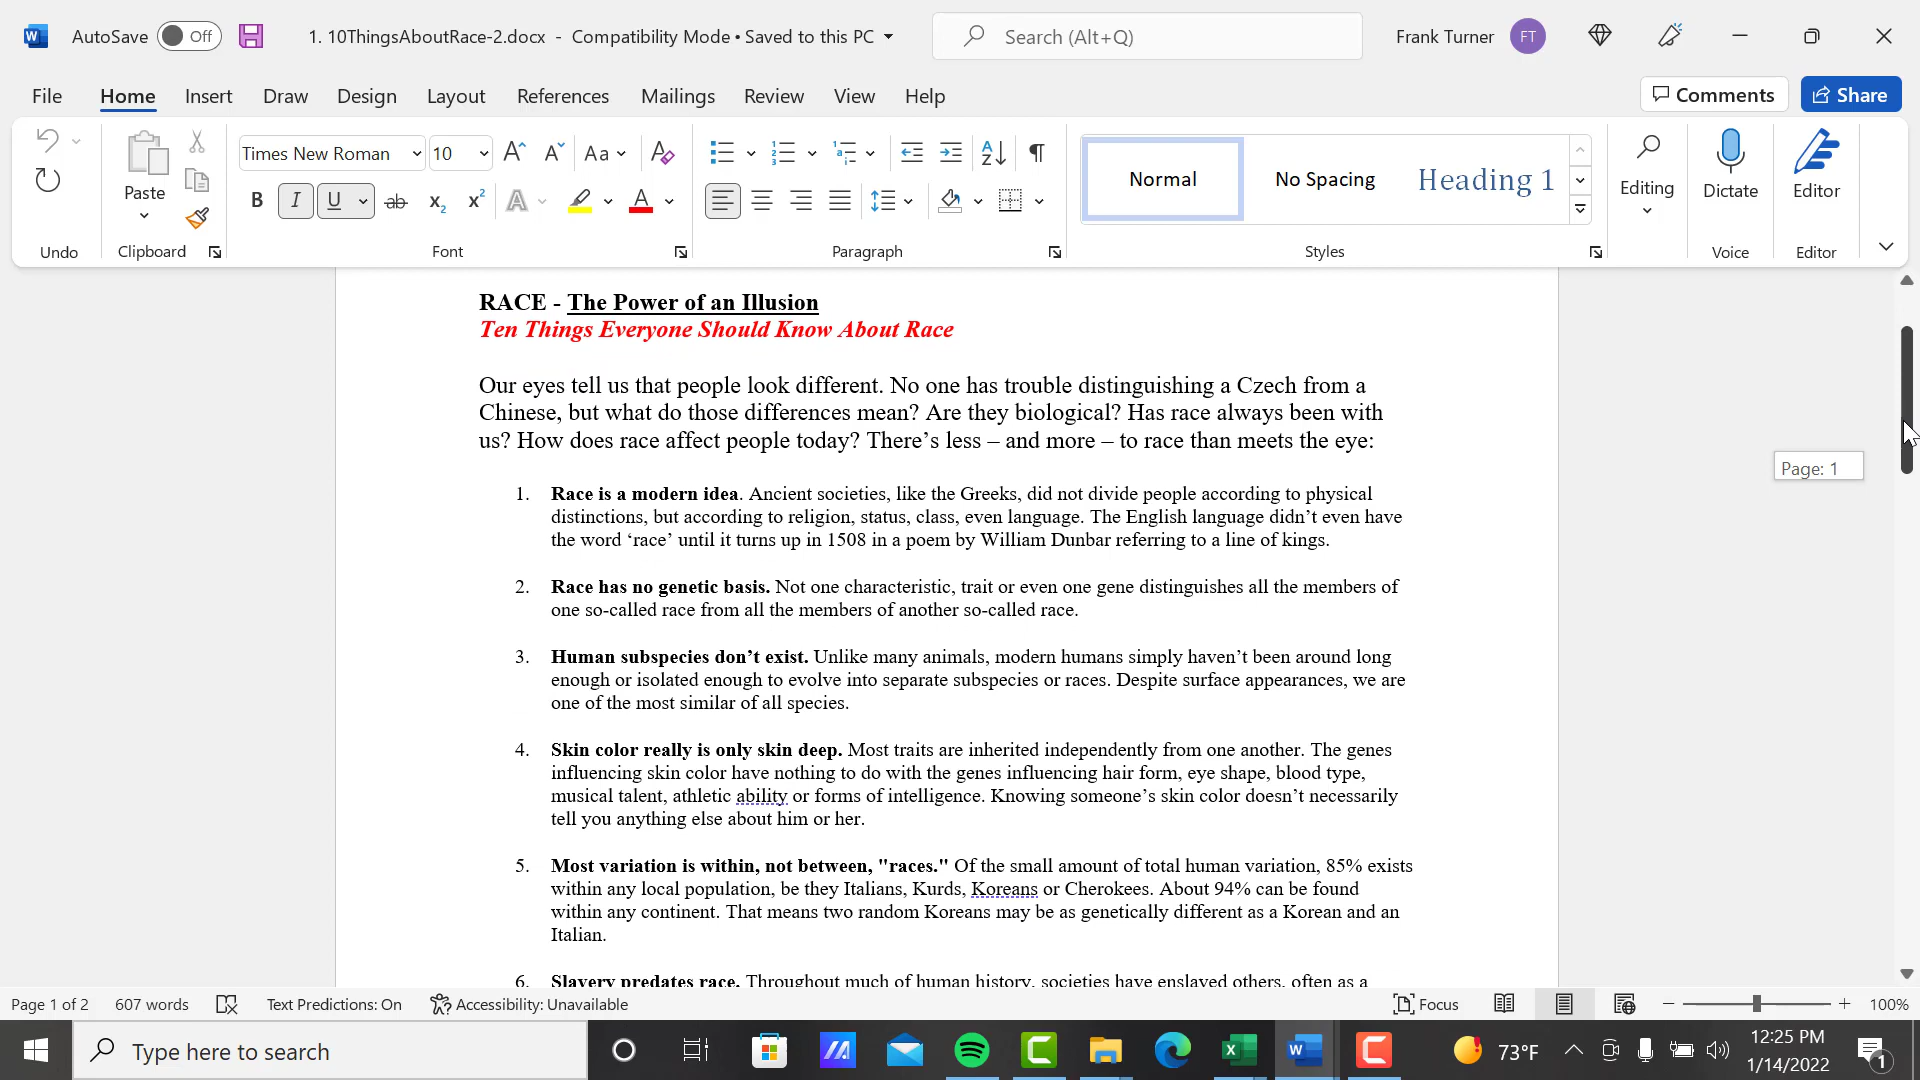 AutoSave Off 1. 10ThingsAboutRace-2.docx - Compatibility Mode • Saved to this PC Search (Alt+Q) Frank Turner FT
File Home Insert Draw Design Layout References Mailings Review View Help Comments Share
Times New Roman 10 Aa
Paste
Normal No Spacing Heading 1 Editing Dictate Editor
Undo Clipboard Font Paragraph Styles Voice Editor
RACE - The Power of an Illusion
Ten Things Everyone Should Know About Race
Our eyes tell us that people look different. No one has trouble distinguishing a Czech from a
Chinese, but what do those differences mean? Are they biological? Has race always been with
us? How does race affect people today? There’s less – and more – to race than meets the eye:
Page: 1
1. Race is a modern idea. Ancient societies, like the Greeks, did not divide people according to physical
distinctions, but according to religion, status, class, even language. The English language didn’t even have
the word ‘race’ until it turns up in 1508 in a poem by William Dunbar referring to a line of kings.
2. Race has no genetic basis. Not one characteristic, trait or even one gene distinguishes all the members of
one so-called race from all the members of another so-called race.
3. Human subspecies don’t exist. Unlike many animals, modern humans simply haven’t been around long
enough or isolated enough to evolve into separate subspecies or races. Despite surface appearances, we are
one of the most similar of all species.
4. Skin color really is only skin deep. Most traits are inherited independently from one another. The genes
influencing skin color have nothing to do with the genes influencing hair form, eye shape, blood type,
musical talent, athletic ability or forms of intelligence. Knowing someone’s skin color doesn’t necessarily
tell you anything else about him or her.
5. Most variation is within, not between, "races." Of the small amount of total human variation, 85% exists
within any local population, be they Italians, Kurds, Koreans or Cherokees. About 94% can be found
within any continent. That means two random Koreans may be as genetically different as a Korean and an
Italian.
6. Slavery predates race. Throughout much of human history, societies have enslaved others, often as a
Page 1 of 2 607 words Text Predictions: On Accessibility: Unavailable Focus 100%
Type here to search 73°F 12:25 PM
1/14/2022 1